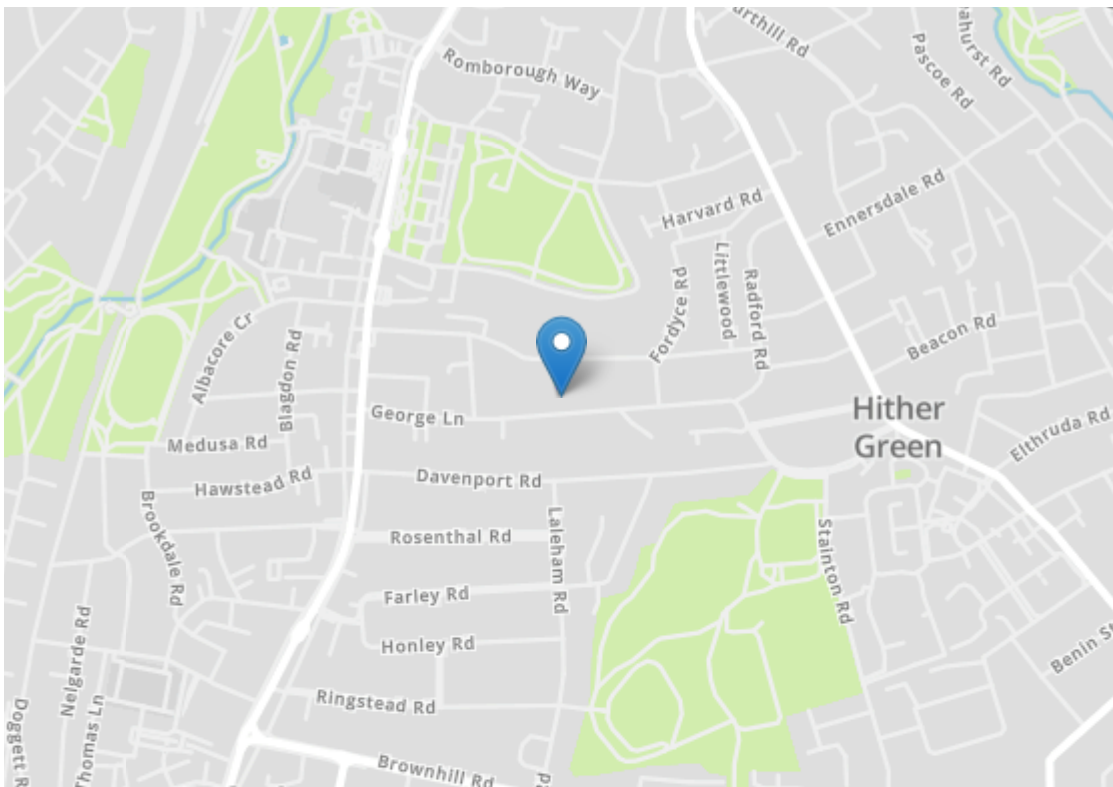 Romborough Way
Pascoe Rd
Harvard Rd
Ennersdale Rd
Littlewood
Radford Rd
Fordyce Rd
Beacon Rd
Albacore Cr
Blagdon Rd
George Ln
Hither
Green
Elthruda Rd
Medusa Rd
Davenport Rd
Hawstead Rd
Brookdale Rd
Rosenthal Rd
Laleham Rd
Stainton Rd
Farley Rd
Honley Rd
Nelgarde Rd
Benin St
Ringstead Rd
Thomas Ln
Doggett R
Brownhill Rd